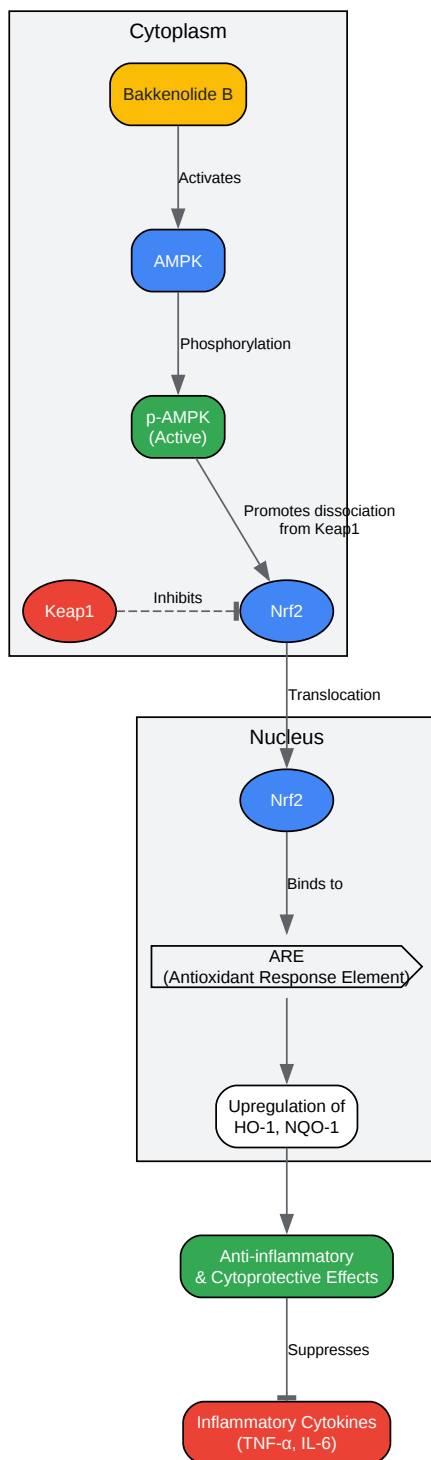 Cytoplasm
Bakkenolide B
Activates
AMPK
Phosphorylation
p-AMPK
(Active)
Promotes dissociation
from Keap1
Keap1
Inhibits
Nrf2
Translocation
Nucleus
Nrf2
Binds to
ARE
(Antioxidant Response Element)
Upregulation of
HO-1, NQO-1
Anti-inflammatory
& Cytoprotective Effects
Suppresses
Inflammatory Cytokines
(TNF-α, IL-6)